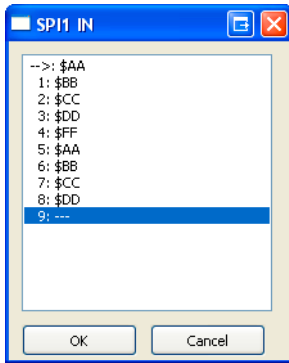 SPI1 IN
-->: $AA
1: $BB
2: $CC
3: $DD
4: $FF
5: $AA
6: $BB
7: $CC
8: $DD
9: ---
OK
Cancel